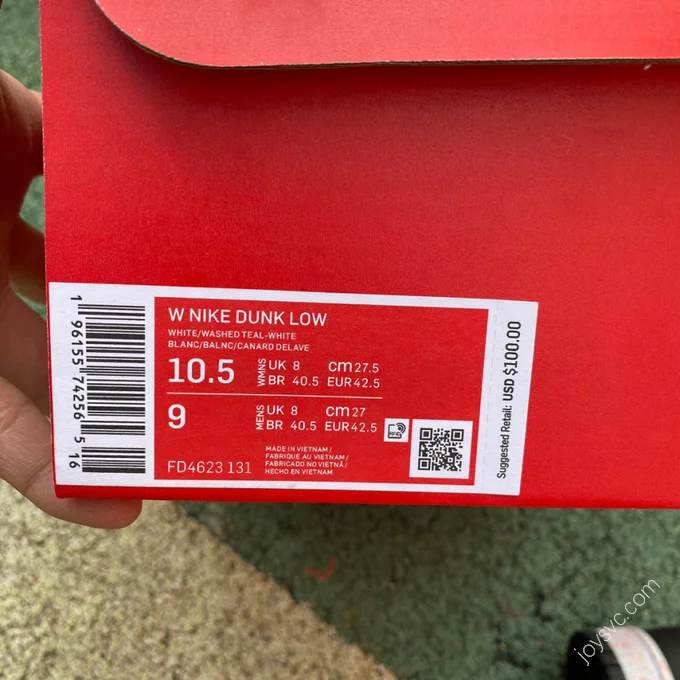 W NIKE DUNK LOW
WHITE/WASHED TEAL-WHITE
BLANC/BALNC/CANARD DELAVE
10.5 WMNS UK 8 cm 27.5
BR 40.5 EUR 42.5
9 MENS UK 8 cm 27
BR 40.5 EUR 42.5
MADE IN VIETNAM /
FABRIQUE AU VIETNAM /
FABRICADO NO VIETNÃ /
HECHO EN VIETNAM
FD4623 131
RFID
1 96155 74256 5 16
Suggested Retail: USD $100.00
joysvc.com